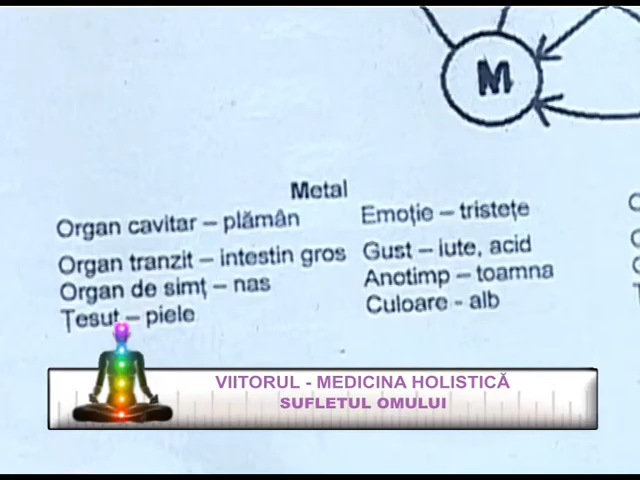 M
Metal
Organ cavitar – plămân
Emoție – tristețe
Organ tranzit – intestin gros
Gust – iute, acid
Organ de simț – nas
Anotimp – toamna
Țesut – piele
Culoare - alb
VIITORUL - MEDICINA HOLISTICĂ
SUFLETUL OMULUI